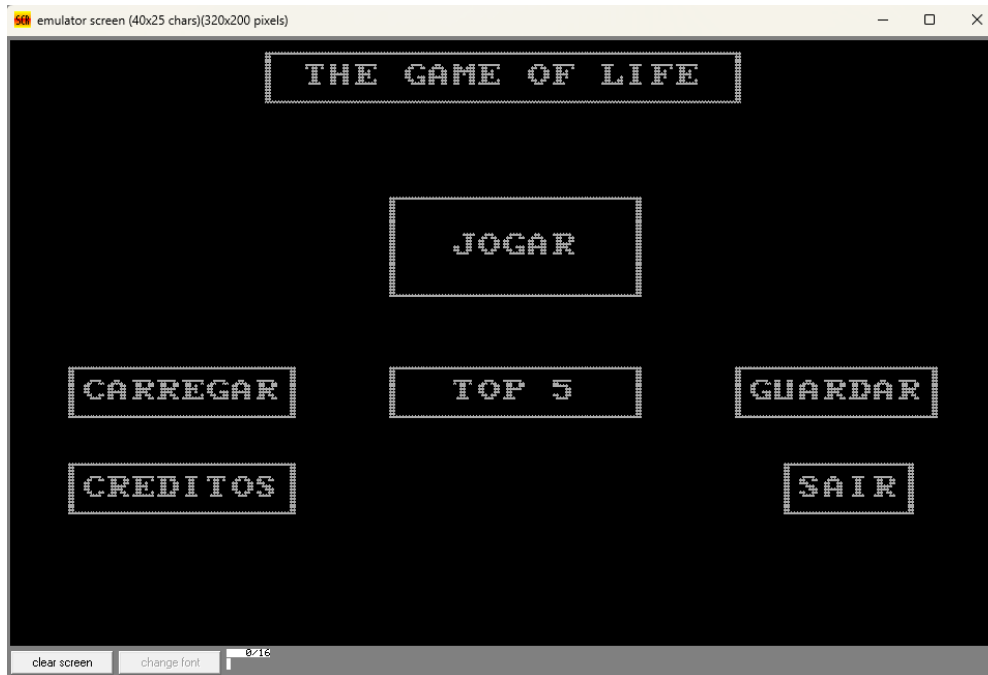 SCR emulator screen (40x25 chars)(320x200 pixels)
THE GAME OF LIFE
JOGAR
CARREGAR TOP 5 GUARDAR
CREDITOS SAIR
clear screen change font 0/16